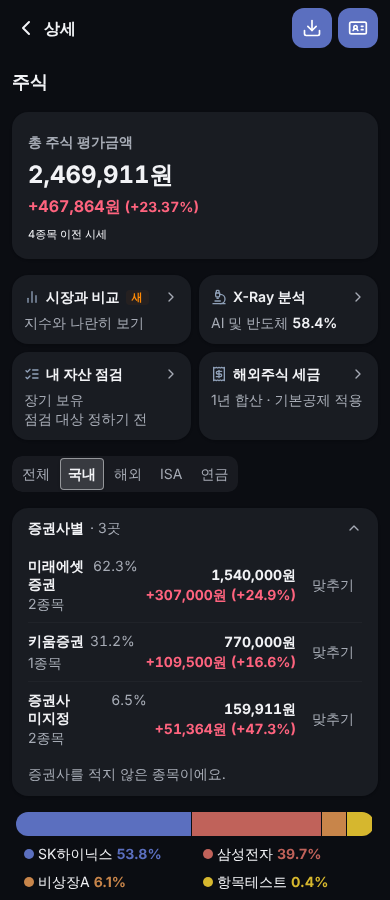 상세
주식
총 주식 평가금액
2,469,911원
+467,864원 (+23.37%)
4종목 이전 시세
시장과 비교 새
지수와 나란히 보기
X-Ray 분석
AI 및 반도체 58.4%
내 자산 점검
장기 보유
점검 대상 정하기 전
해외주식 세금
1년 합산 · 기본공제 적용
전체 국내 해외 ISA 연금
증권사별 · 3곳
미래에셋증권 62.3%
2종목
1,540,000원
+307,000원 (+24.9%)
맞추기
키움증권 31.2%
1종목
770,000원
+109,500원 (+16.6%)
맞추기
증권사 미지정 6.5%
2종목
159,911원
+51,364원 (+47.3%)
맞추기
증권사를 적지 않은 종목이에요.
SK하이닉스 53.8%
삼성전자 39.7%
비상장A 6.1%
항목테스트 0.4%